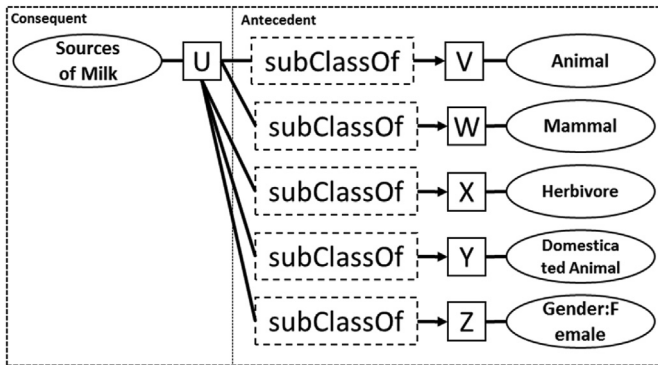 Consequent
Antecedent
Sources
of Milk
U
subClassOf
V
Animal
subClassOf
W
Mammal
subClassOf
X
Herbivore
subClassOf
Y
Domestica
ted Animal
subClassOf
Z
Gender:F
emale